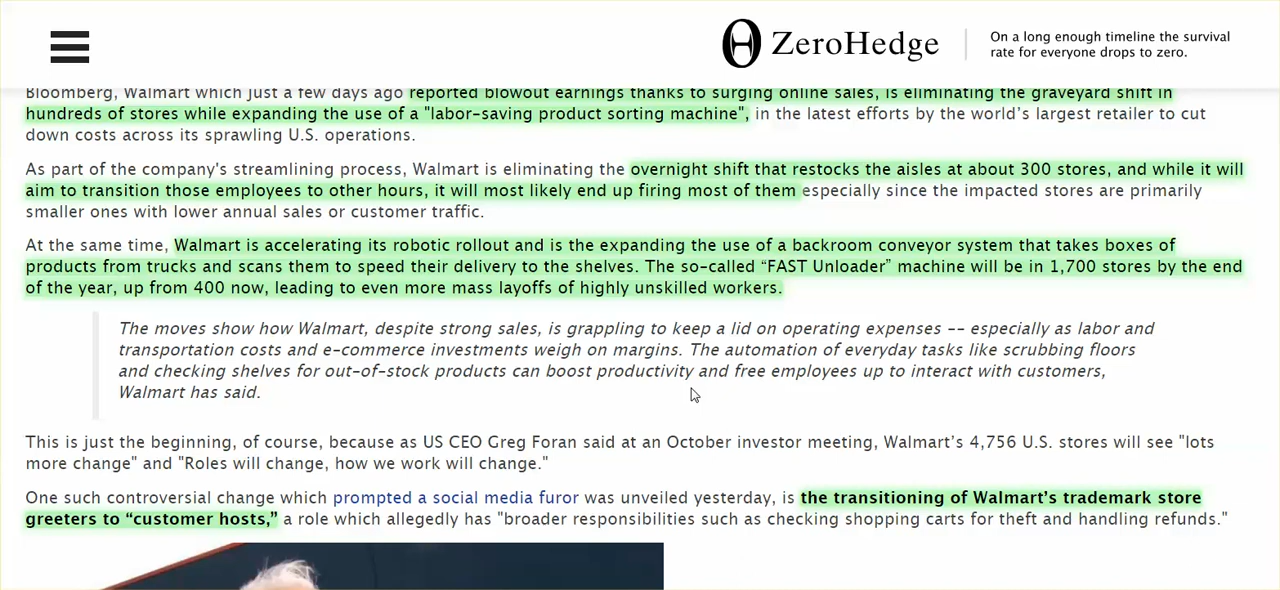 ZeroHedge
On a long enough timeline the survival
rate for everyone drops to zero.
Bloomberg, Walmart which just a few days ago reported blowout earnings thanks to surging online sales, is eliminating the graveyard shift in
hundreds of stores while expanding the use of a "labor-saving product sorting machine", in the latest efforts by the world's largest retailer to cut
down costs across its sprawling U.S. operations.
As part of the company's streamlining process, Walmart is eliminating the overnight shift that restocks the aisles at about 300 stores, and while it will
aim to transition those employees to other hours, it will most likely end up firing most of them especially since the impacted stores are primarily
smaller ones with lower annual sales or customer traffic.
At the same time, Walmart is accelerating its robotic rollout and is the expanding the use of a backroom conveyor system that takes boxes of
products from trucks and scans them to speed their delivery to the shelves. The so-called “FAST Unloader” machine will be in 1,700 stores by the end
of the year, up from 400 now, leading to even more mass layoffs of highly unskilled workers.
The moves show how Walmart, despite strong sales, is grappling to keep a lid on operating expenses -- especially as labor and
transportation costs and e-commerce investments weigh on margins. The automation of everyday tasks like scrubbing floors
and checking shelves for out-of-stock products can boost productivity and free employees up to interact with customers,
Walmart has said.
This is just the beginning, of course, because as US CEO Greg Foran said at an October investor meeting, Walmart’s 4,756 U.S. stores will see "lots
more change" and "Roles will change, how we work will change."
One such controversial change which prompted a social media furor was unveiled yesterday, is the transitioning of Walmart’s trademark store
greeters to “customer hosts,” a role which allegedly has "broader responsibilities such as checking shopping carts for theft and handling refunds."